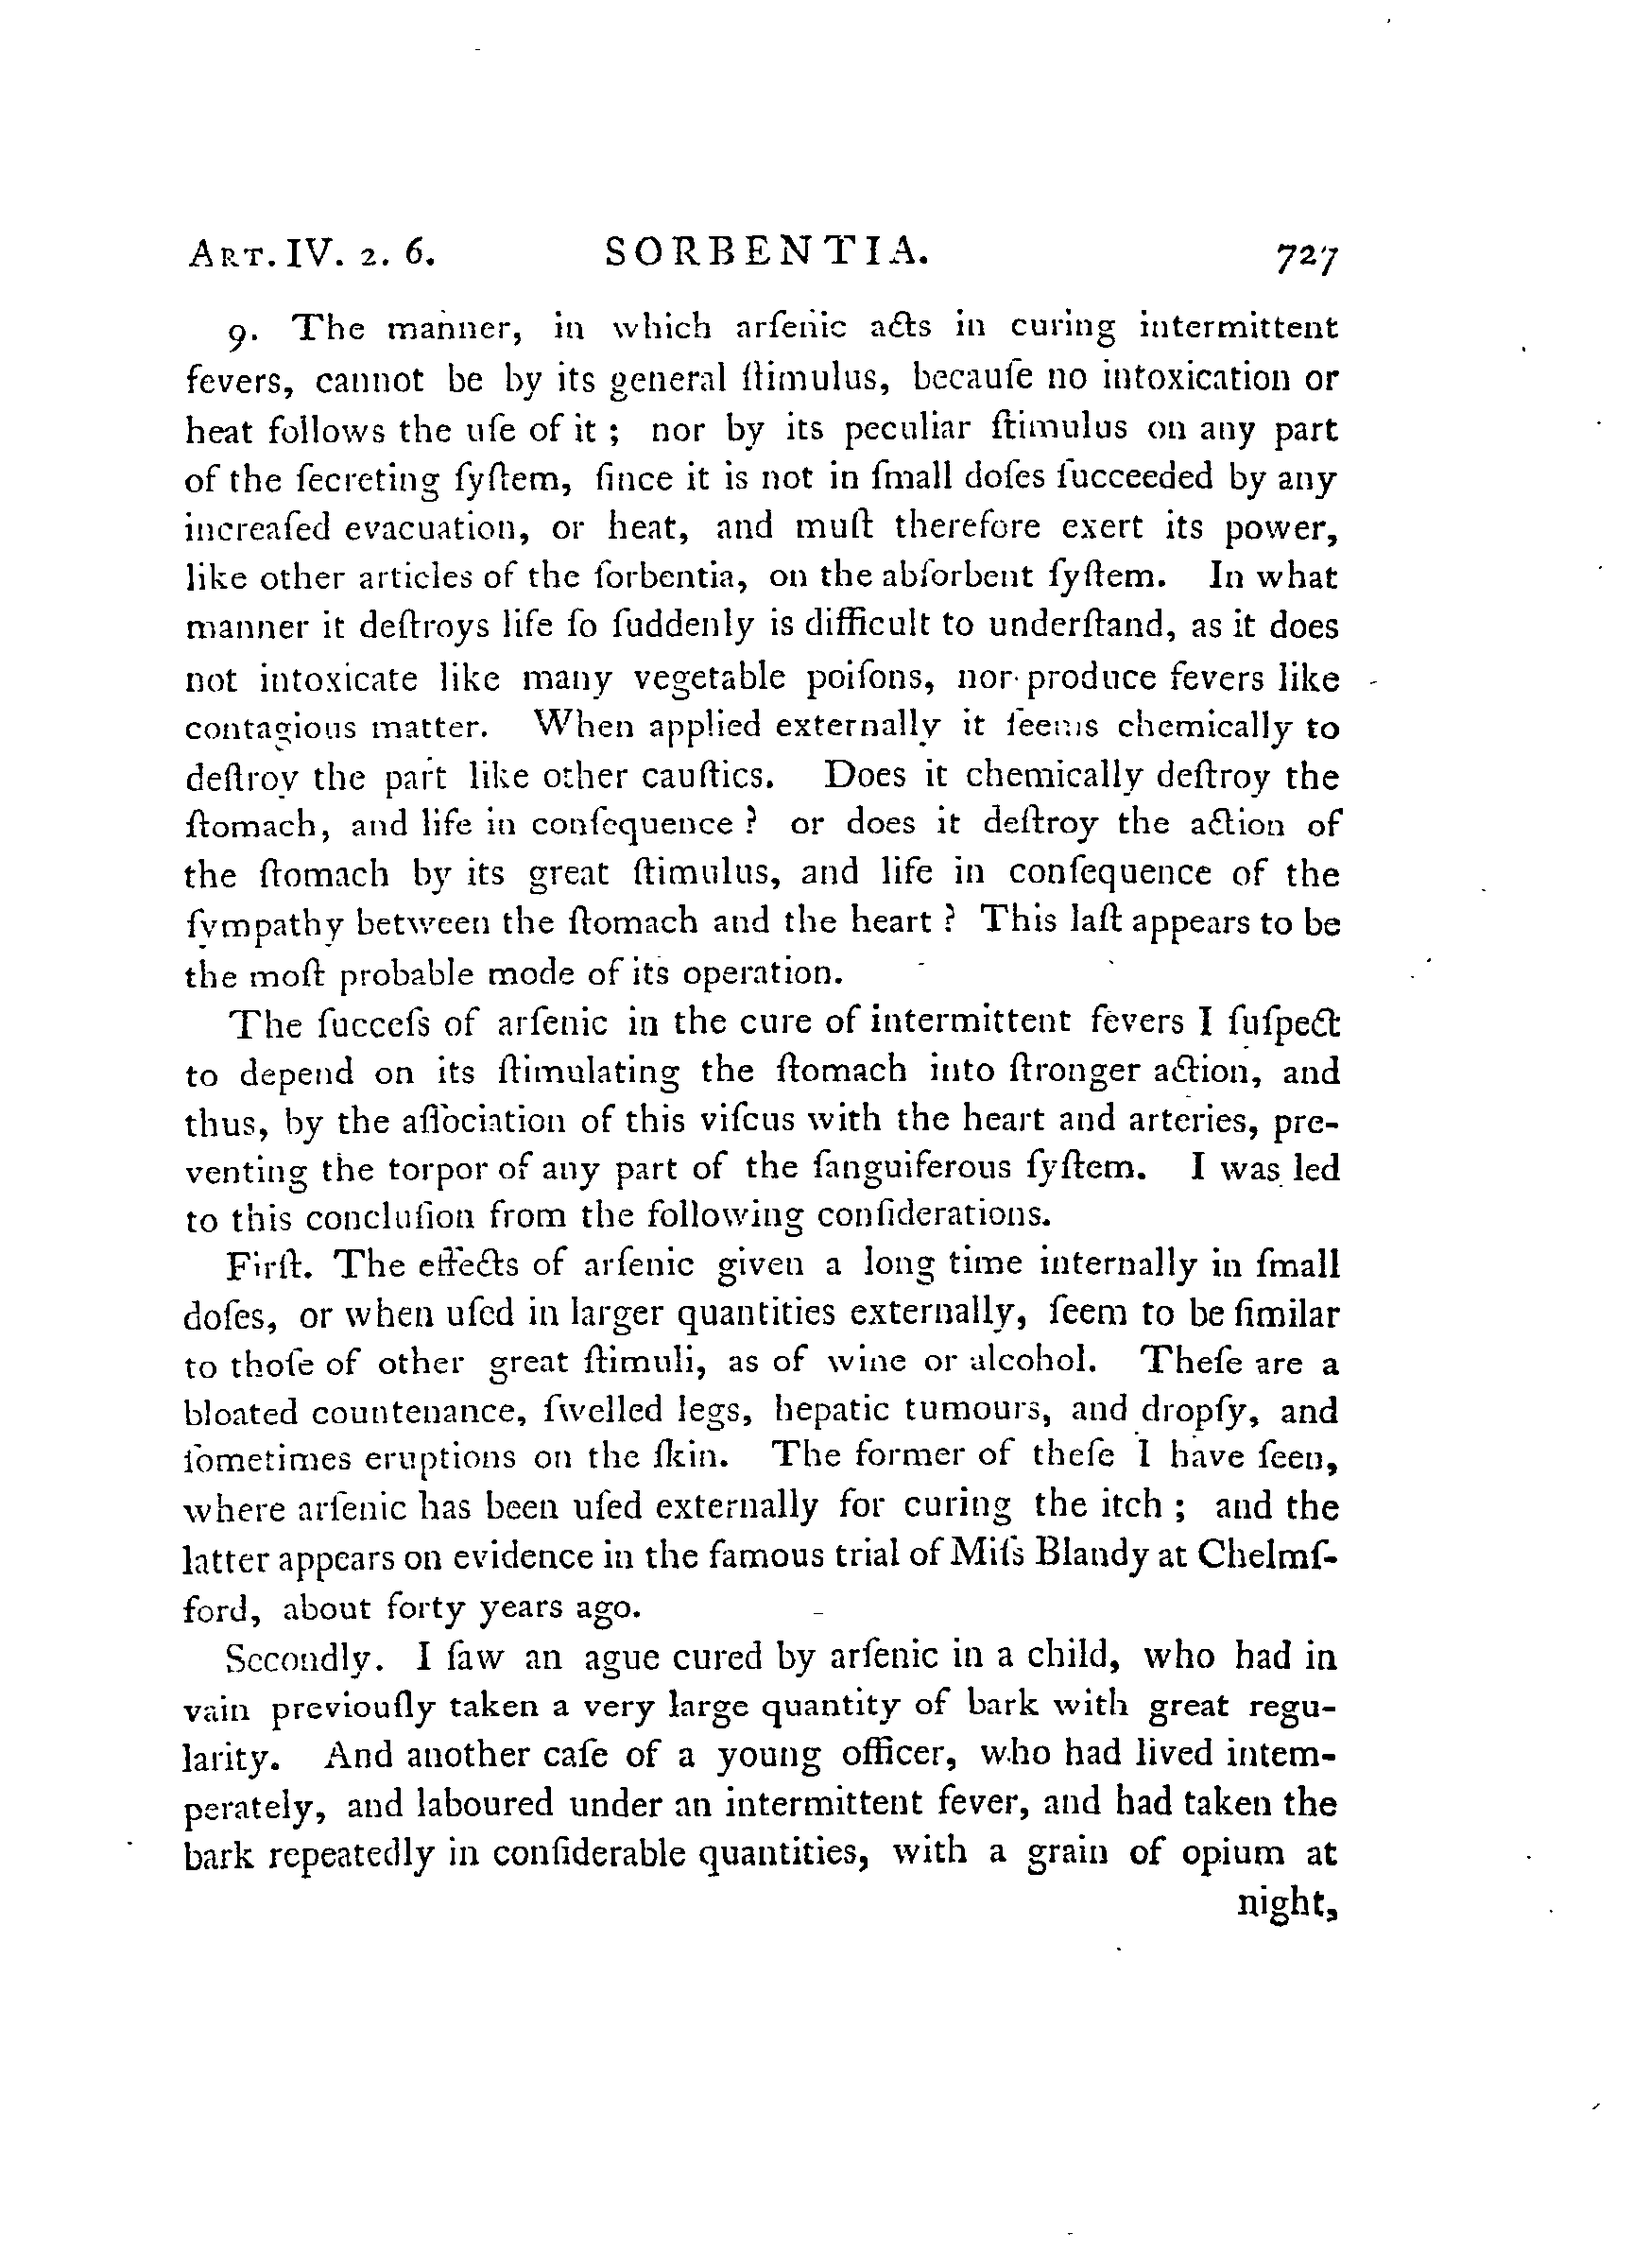 ART. IV. 2. 6. SORBENTIA. 727
9. The manner, in which arſenic acts in curing intermittent
fevers, cannot be by its general ſtimulus, becauſe no intoxication or
heat follows the uſe of it ; nor by its peculiar ſtimulus on any part
of the ſecreting ſyſtem, ſince it is not in ſmall doſes ſucceeded by any
increaſed evacuation, or heat, and muſt therefore exert its power,
like other articles of the ſorbentia, on the abſorbent ſyſtem. In what
manner it deſtroys life ſo ſuddenly is difficult to underſtand, as it does
not intoxicate like many vegetable poiſons, nor produce fevers like
contagious matter. When applied externally it ſeems chemically to
deſtroy the part like other cauſtics. Does it chemically deſtroy the
ſtomach, and life in conſequence ? or does it deſtroy the action of
the ſtomach by its great ſtimulus, and life in conſequence of the
ſympathy between the ſtomach and the heart ? This laſt appears to be
the moſt probable mode of its operation.
The ſucceſs of arſenic in the cure of intermittent fevers I ſuſpect
to depend on its ſtimulating the ſtomach into ſtronger action, and
thus, by the aſſociation of this viſcus with the heart and arteries, pre-
venting the torpor of any part of the ſanguiferous ſyſtem. I was led
to this concluſion from the following conſiderations.
Firſt. The effects of arſenic given a long time internally in ſmall
doſes, or when uſed in larger quantities externally, ſeem to be ſimilar
to thoſe of other great ſtimuli, as of wine or alcohol. Theſe are a
bloated countenance, ſwelled legs, hepatic tumours, and dropſy, and
ſometimes eruptions on the ſkin. The former of theſe I have ſeen,
where arſenic has been uſed externally for curing the itch ; and the
latter appears on evidence in the famous trial of Miſs Blandy at Chelmſ-
ford, about forty years ago.
Secondly. I ſaw an ague cured by arſenic in a child, who had in
vain previouſly taken a very large quantity of bark with great regu-
larity. And another caſe of a young officer, who had lived intem-
perately, and laboured under an intermittent fever, and had taken the
bark repeatedly in conſiderable quantities, with a grain of opium at
night,